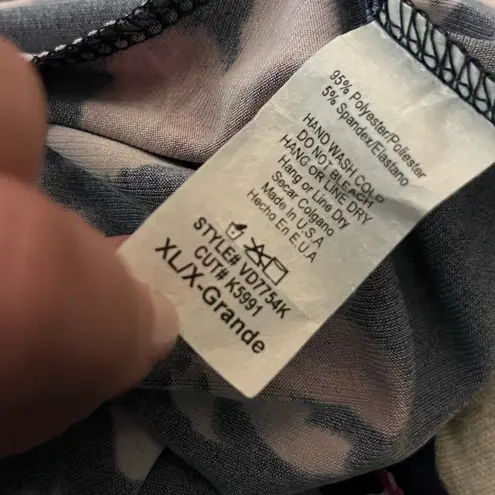 95% Polyester/Poliester
5% Spandex/Elastano
HAND WASH COLD
DO NOT BLEACH
HANG OR LINE DRY
Hang or Line Dry
Secar Colgano
Made In U.S.A
Hecho En E.U.A
STYLE# VD7754K
CUT# K5991
XL/X-Grande